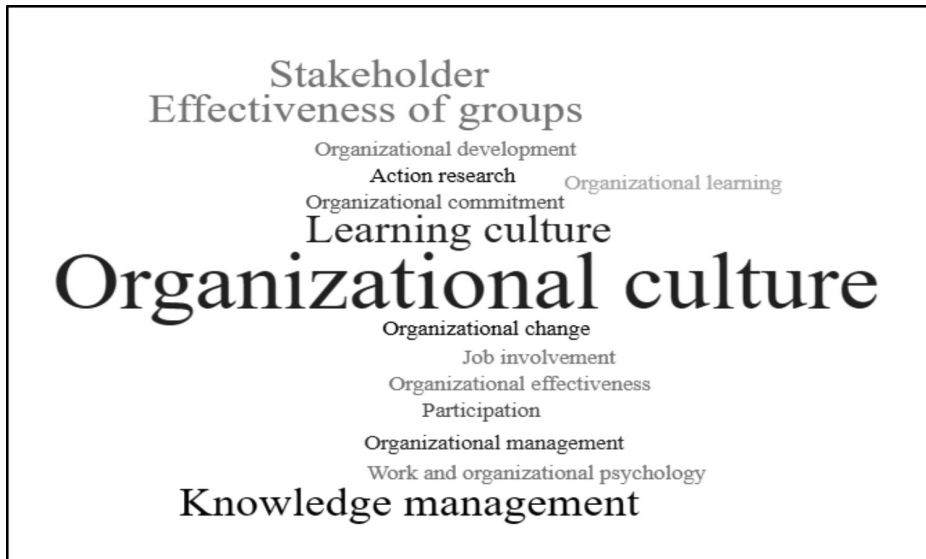 Stakeholder
Effectiveness of groups
Organizational development
Action research
Organizational learning
Organizational commitment
Learning culture
Organizational culture
Organizational change
Job involvement
Organizational effectiveness
Participation
Organizational management
Work and organizational psychology
Knowledge management